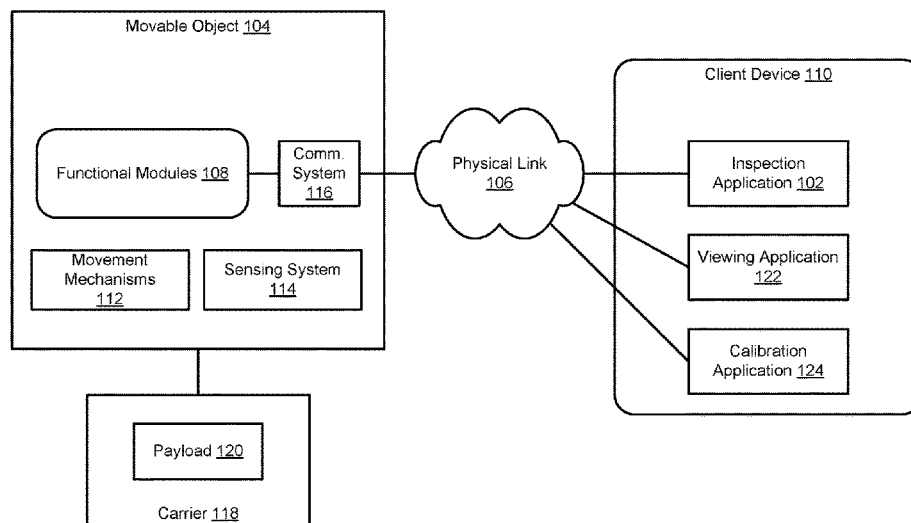 Movable Object 104
Functional Modules 108
Comm.
System
116
Movement
Mechanisms
112
Sensing System
114
Payload 120
Carrier 118
Physical Link
106
Client Device 110
Inspection
Application 102
Viewing Application
122
Calibration
Application 124